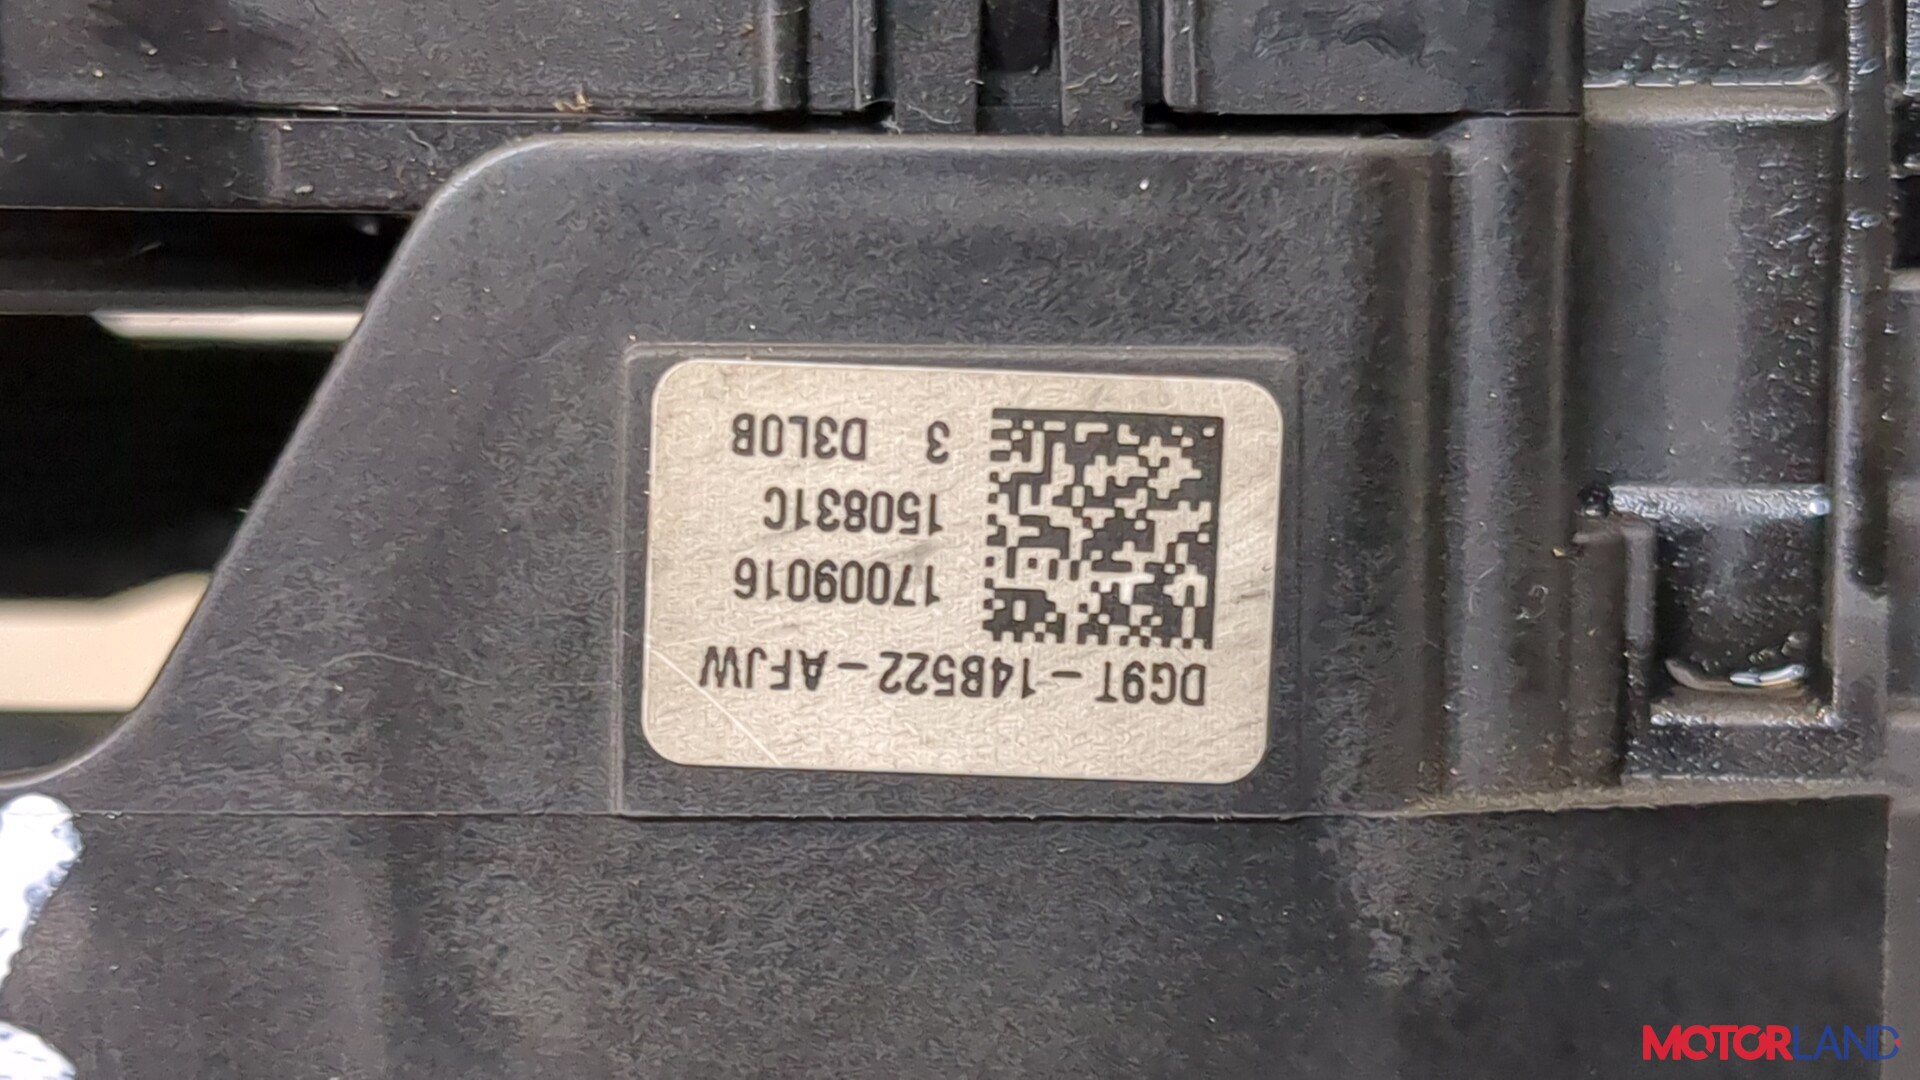 DG9T-14B522-AFJW
17009016
150831C
3 D3L0B
MOTORLAND